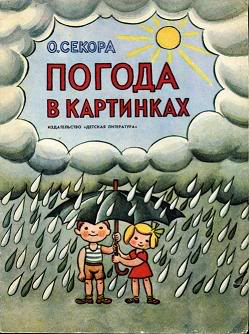 О. СЕКОРА
ПОГОДА
В КАРТИНКАХ
ИЗДАТЕЛЬСТВО «ДЕТСКАЯ ЛИТЕРАТУРА»